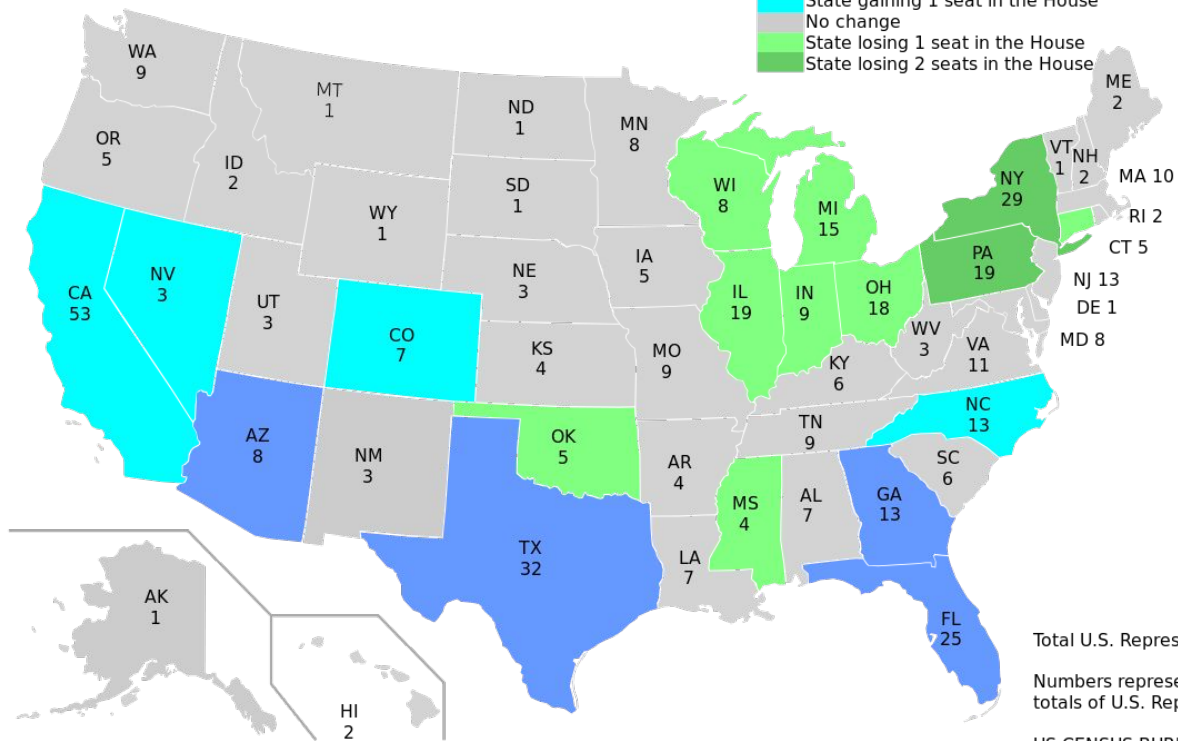 State gaining 1 seat in the House
No change
State losing 1 seat in the House
State losing 2 seats in the House
WA
9
OR
5
CA
53
NV
3
ID
2
MT
1
WY
1
UT
3
CO
7
AZ
8
NM
3
ND
1
SD
1
NE
3
KS
4
OK
5
TX
32
MN
8
IA
5
MO
9
AR
4
LA
7
WI
8
IL
19
MI
15
IN
9
OH
18
KY
6
TN
9
MS
4
AL
7
GA
13
FL
25
SC
6
NC
13
VA
11
WV
3
PA
19
NY
29
VT
1
NH
2
ME
2
MA 10
RI 2
CT 5
NJ 13
DE 1
MD 8
AK
1
HI
2
Total U.S. Repres
Numbers represe
totals of U.S. Rep